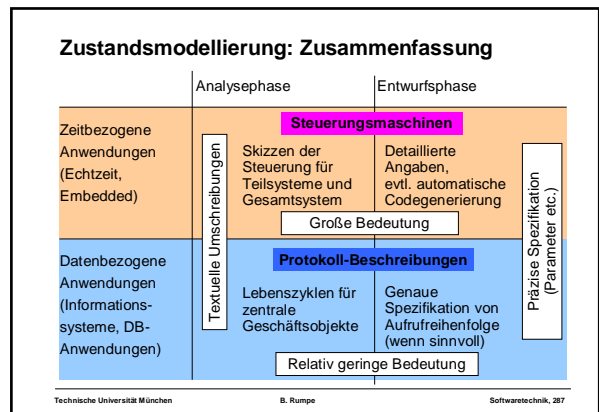 Zustandsmodellierung: Zusammenfassung
Analysephase
Entwurfsphase
Steuerungsmaschinen
Zeitbezogene
Anwendungen
(Echtzeit,
Embedded)
Textuelle Umschreibungen
Skizzen der
Steuerung für
Teilsysteme und
Gesamtsystem
Detaillierte
Angaben,
evtl. automatische
Codegenerierung
Präzise Spezifikation
(Parameter etc.)
Große Bedeutung
Protokoll-Beschreibungen
Datenbezogene
Anwendungen
(Informations-
systeme, DB-
Anwendungen)
Lebenszyklen für
zentrale
Geschäftsobjekte
Genaue
Spezifikation von
Aufrufreihenfolge
(wenn sinnvoll)
Relativ geringe Bedeutung
Technische Universität München
B. Rumpe
Softwaretechnik, 287